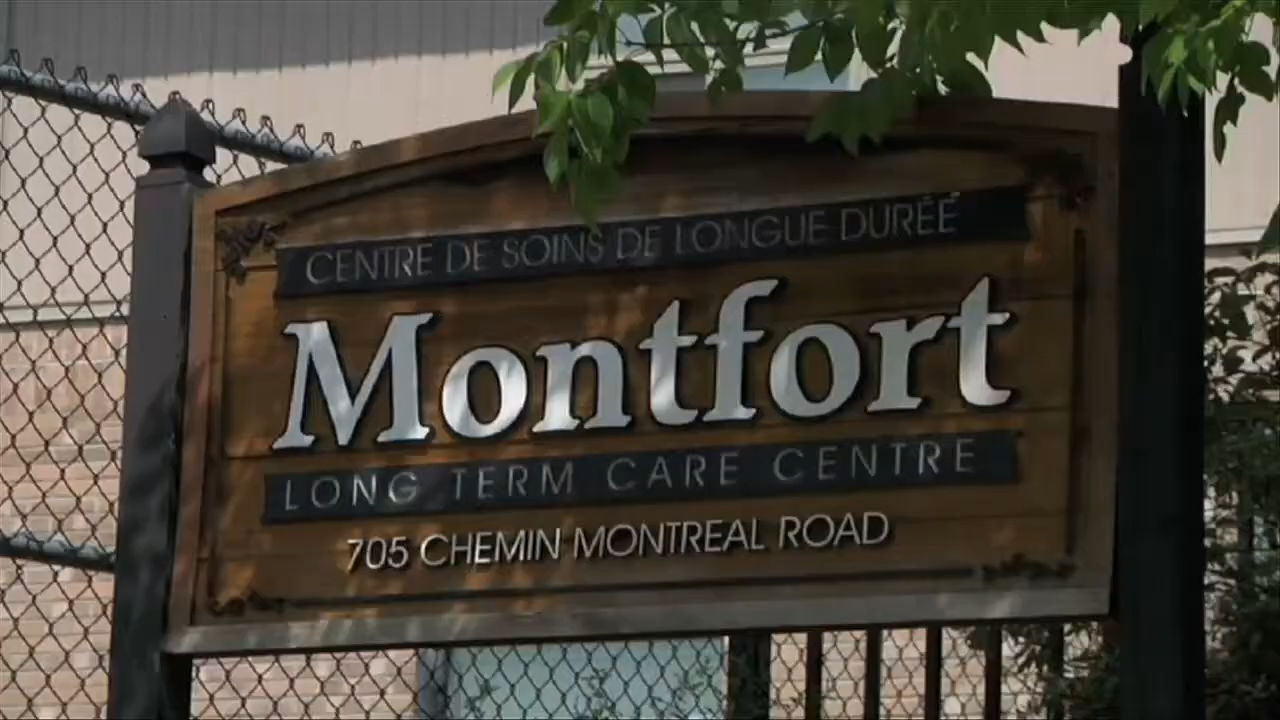 CENTRE DE SOINS DE LONGUE DURÉE
Montfort
LONG TERM CARE CENTRE
705 CHEMIN MONTREAL ROAD